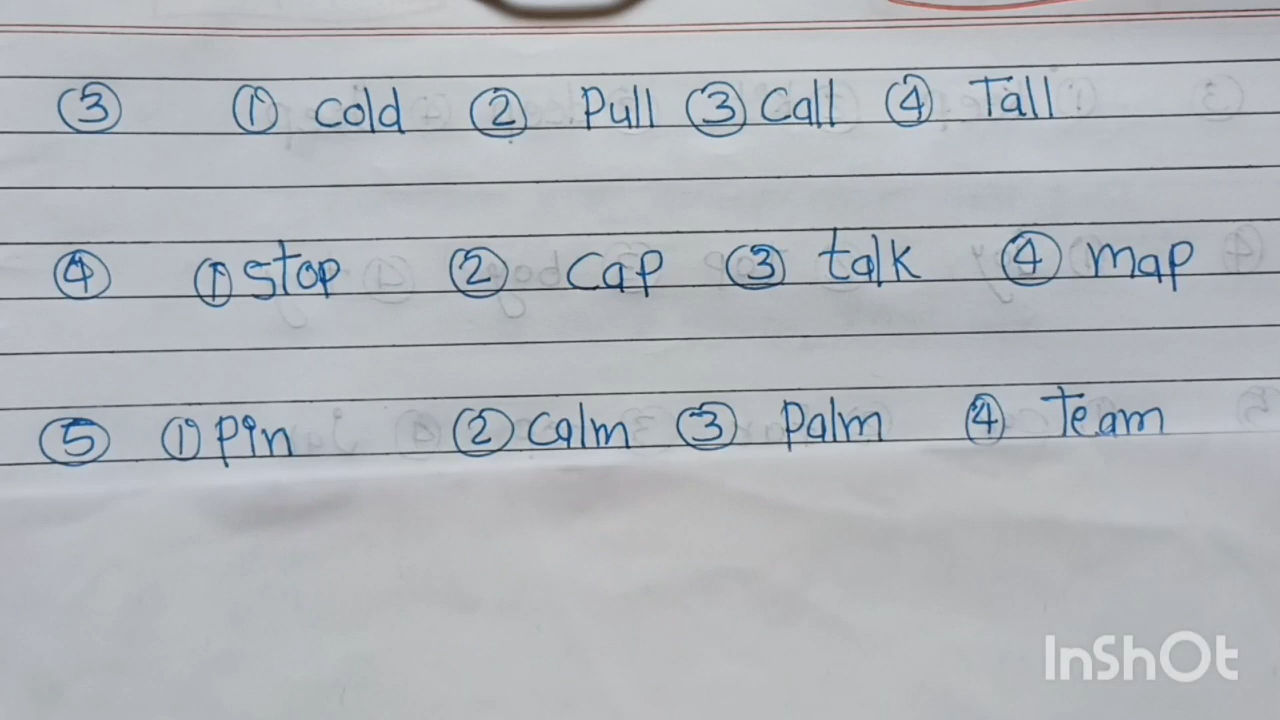 ③ ① cold ② Pull ③ Call ④ Tall
④ ① stop ② cap ③ talk ④ map
⑤ ① pin ② calm ③ palm ④ Team
InShOt